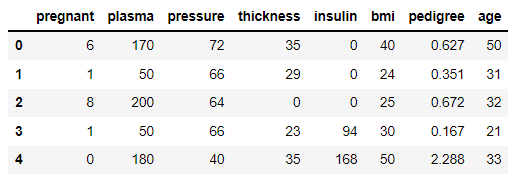 pregnant plasma pressure thickness insulin bmi pedigree age
0 6 170 72 35 0 40 0.627 50
1 1 50 66 29 0 24 0.351 31
2 8 200 64 0 0 25 0.672 32
3 1 50 66 23 94 30 0.167 21
4 0 180 40 35 168 50 2.288 33